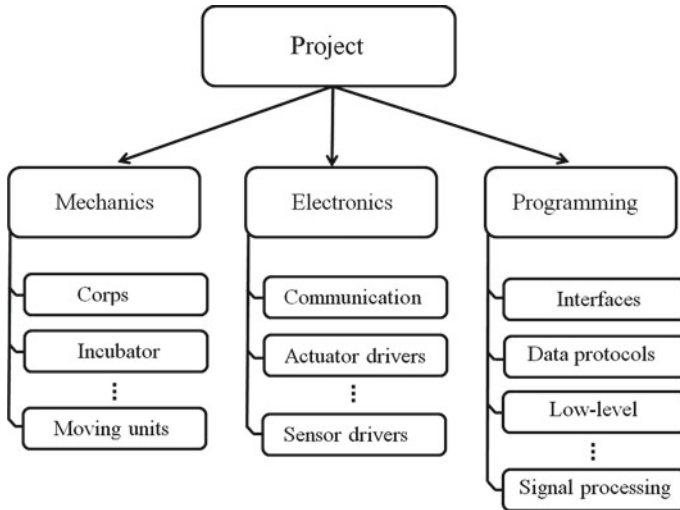 Project
Mechanics
Electronics
Programming
Corps
Incubator
Moving units
Communication
Actuator drivers
Sensor drivers
Interfaces
Data protocols
Low-level
Signal processing